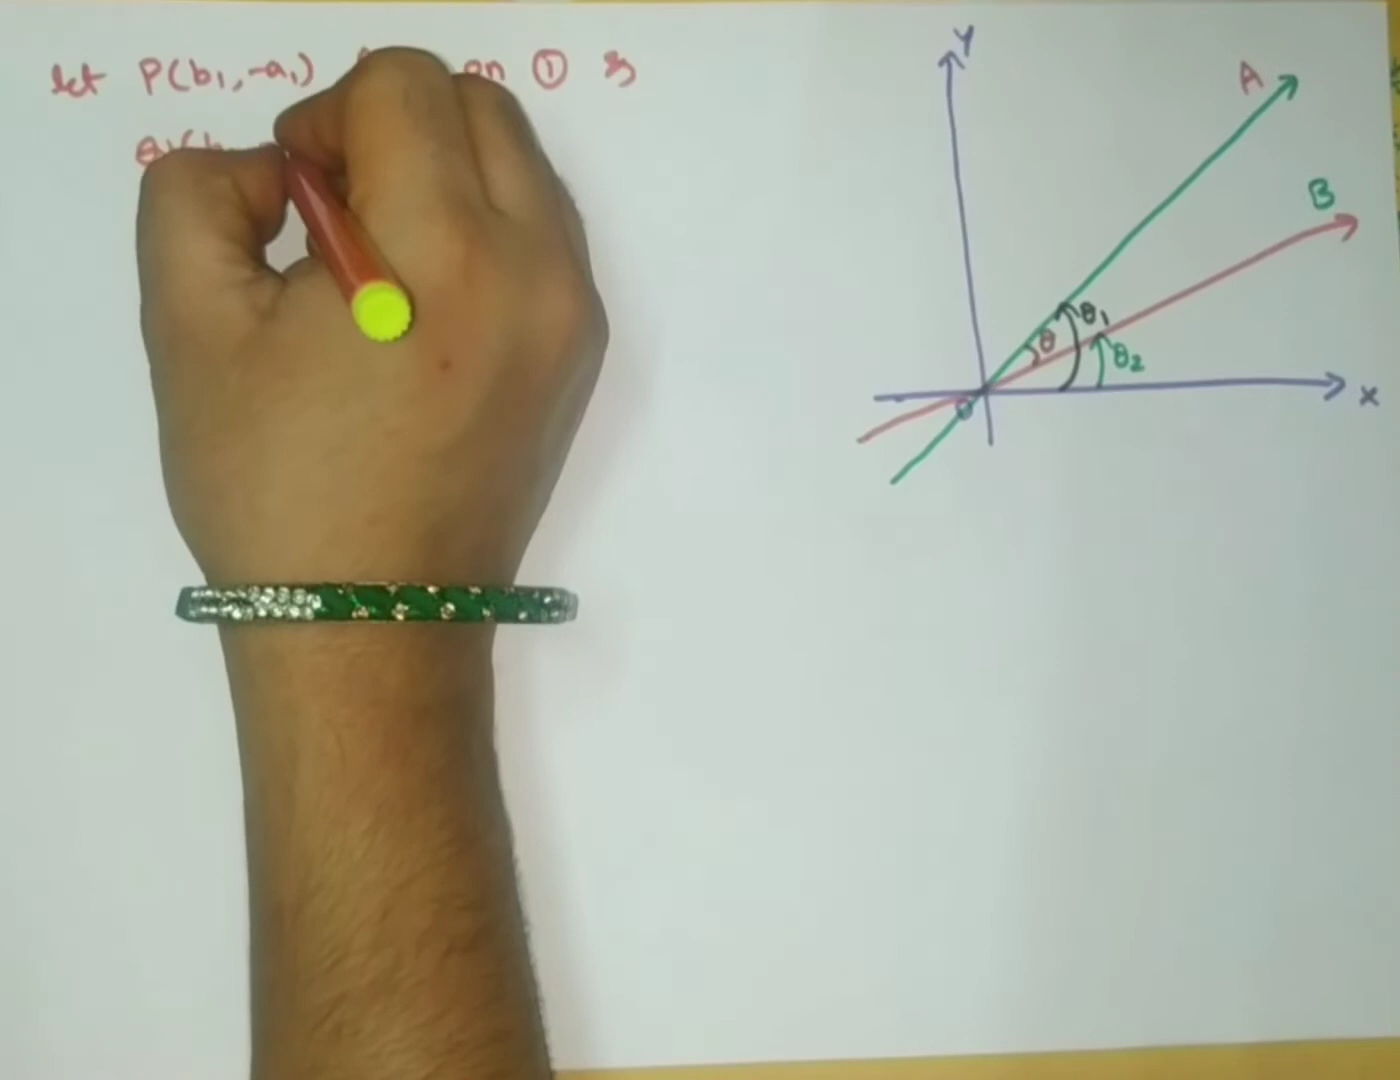 let P(b₁,-a₁) on ① &
Q(b
Y
A
B
θ₁
θ
θ₂
O
X